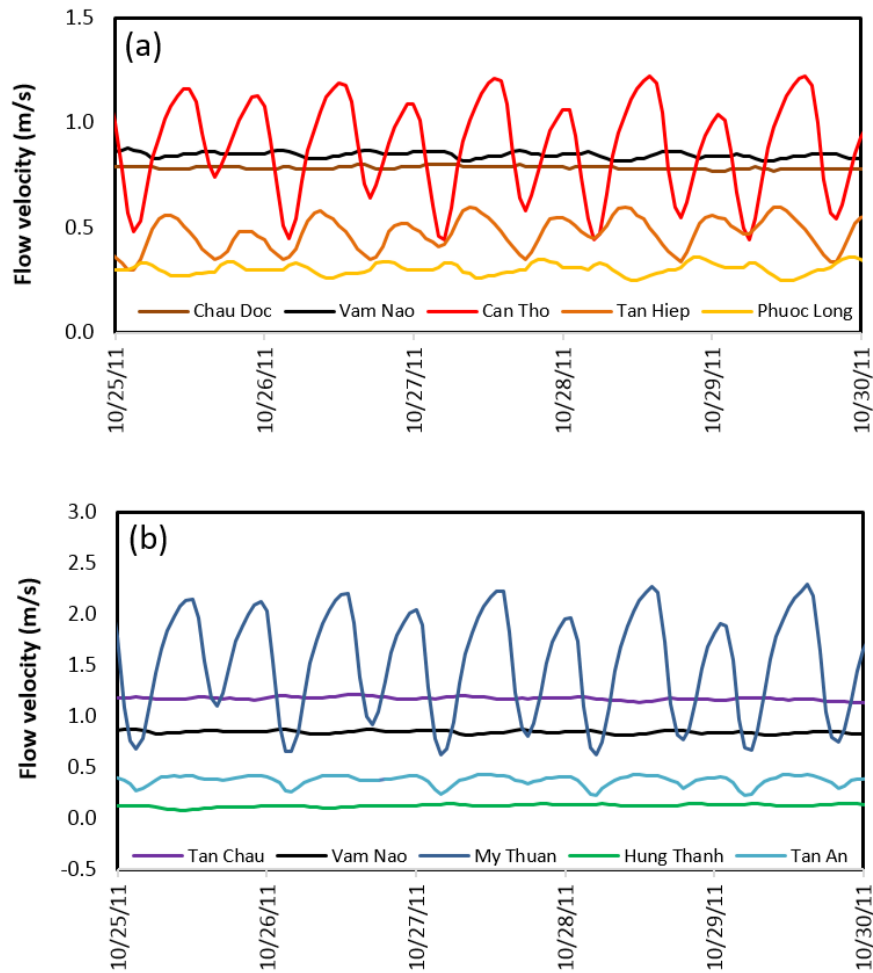 (a)
Flow velocity (m/s)
1.5
1.0
0.5
0.0
Chau Doc Vam Nao Can Tho Tan Hiep Phuoc Long
10/25/11 10/26/11 10/27/11 10/28/11 10/29/11 10/30/11
(b)
Flow velocity (m/s)
3.0
2.5
2.0
1.5
1.0
0.5
0.0
-0.5
Tan Chau Vam Nao My Thuan Hung Thanh Tan An
10/25/11 10/26/11 10/27/11 10/28/11 10/29/11 10/30/11